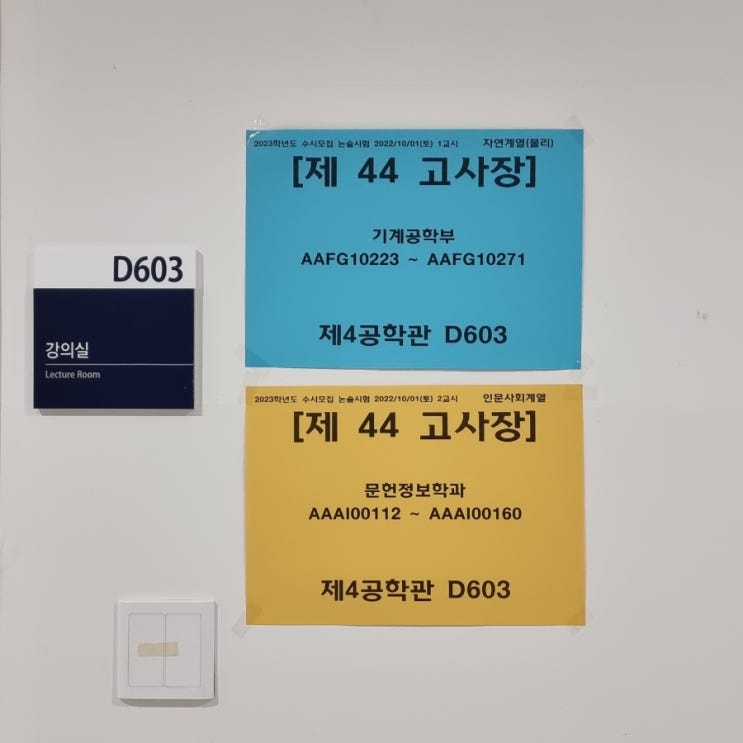 D603
강의실
Lecture Room
2023학년도 수시모집 논술시험 2022/10/01(토) 1교시 자연계열(물리)
[제 44 고사장]
기계공학부
AAFG10223 ~ AAFG10271
제4공학관 D603
2023학년도 수시모집 논술시험 2022/10/01(토) 2교시 인문사회계열
[제 44 고사장]
문헌정보학과
AAAI00112 ~ AAAI00160
제4공학관 D603